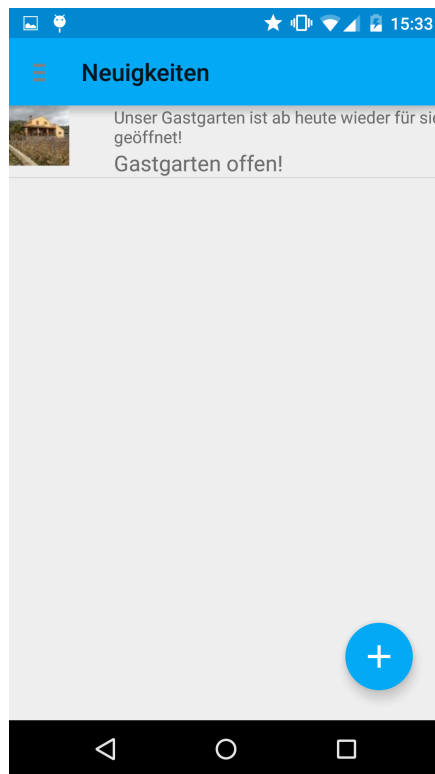 15:33
Neuigkeiten
Unser Gastgarten ist ab heute wieder für sie
geöffnet!
Gastgarten offen!